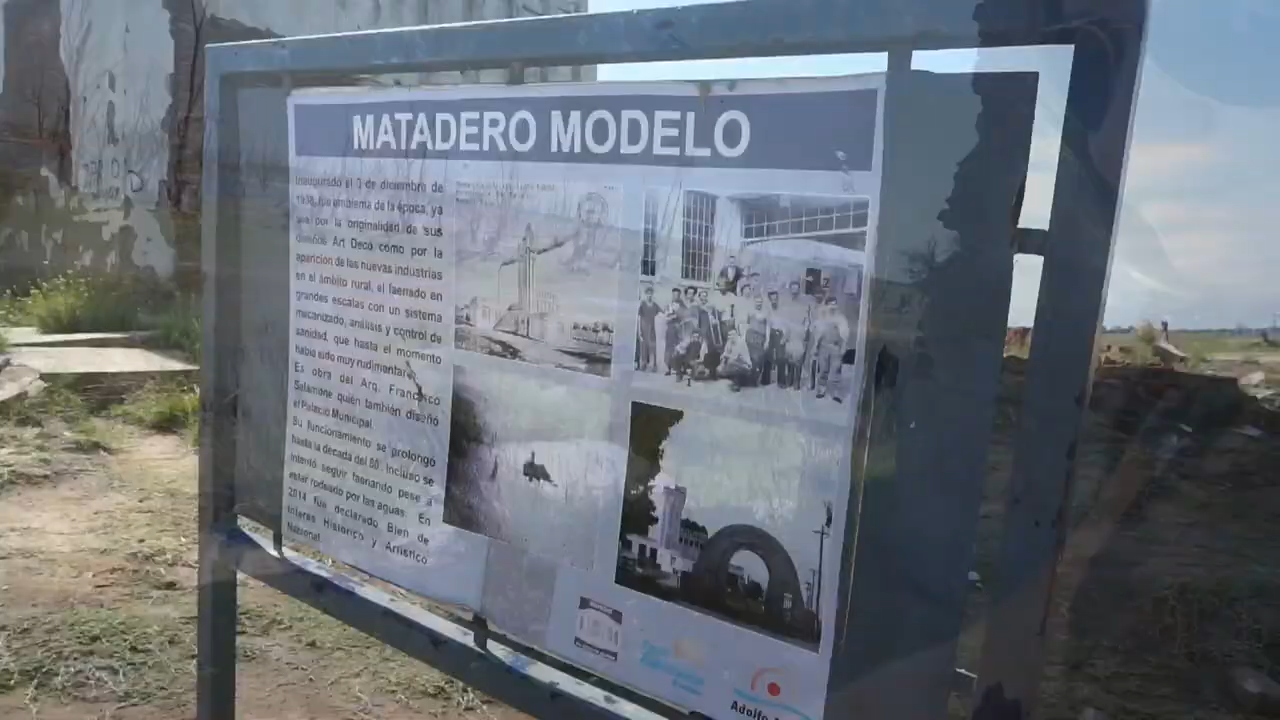 MATADERO MODELO
Inaugurado el 3 de diciembre de
1938, fue emblema de la época, ya
sea por la originalidad de sus
diseños Art Decó como por la
aparición de las nuevas industrias
en el ámbito rural, el faenado en
grandes escalas con un sistema
mecanizado, análisis y control de
sanidad, que hasta el momento
había sido muy rudimentario.
Es obra del Arq. Francisco
Salamone quién también diseñó
el Palacio Municipal.
Su funcionamiento se prolongó
hasta la década del 80. Incluso se
intentó seguir faenando pese a
estar rodeado por las aguas. En
2014 fue declarado Bien de
Interes Histórico y Artístico
Nacional.
Adolfo